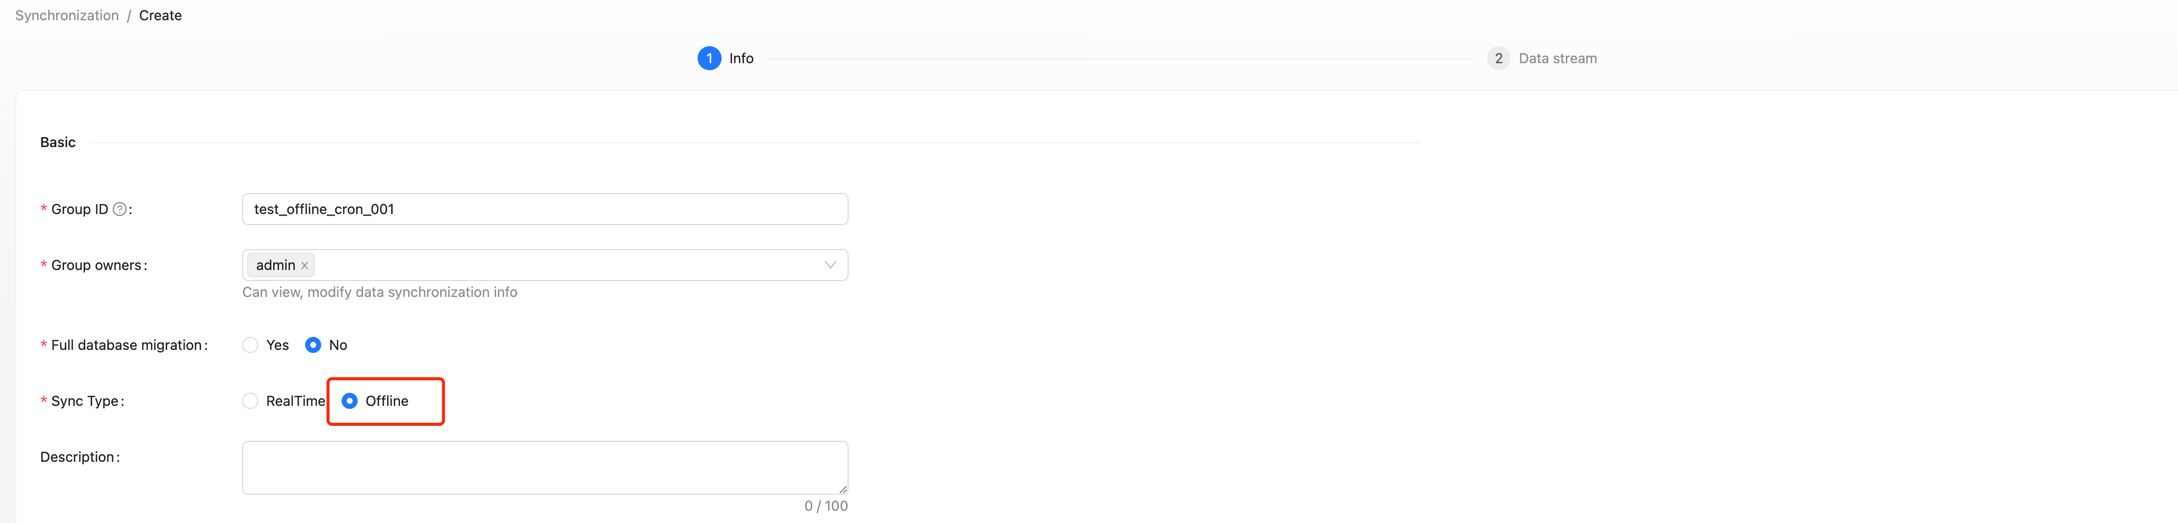 Synchronization / Create
1 Info 2 Data stream
Basic
* Group ID ? : test_offline_cron_001
* Group owners : admin ×
Can view, modify data synchronization info
* Full database migration : Yes No
* Sync Type : RealTime Offline
Description :
0 / 100